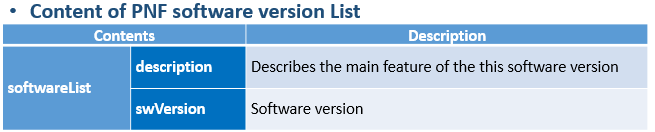 • Content of PNF software version List
Contents Description
softwareList
description Describes the main feature of the this software version
swVersion Software version